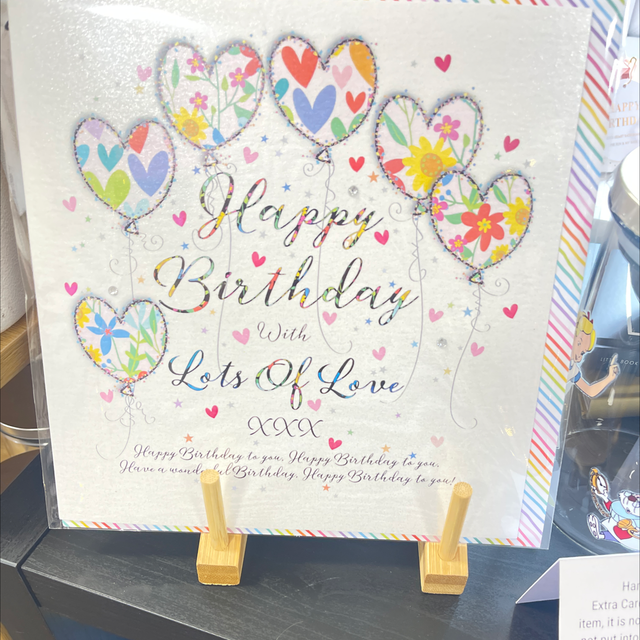 Happy
Birthday
With
Lots Of Love
XXX
Happy Birthday to you, Happy Birthday to you,
Have a wonderful Birthday, Happy Birthday to you!
Extra Car
item, it is n